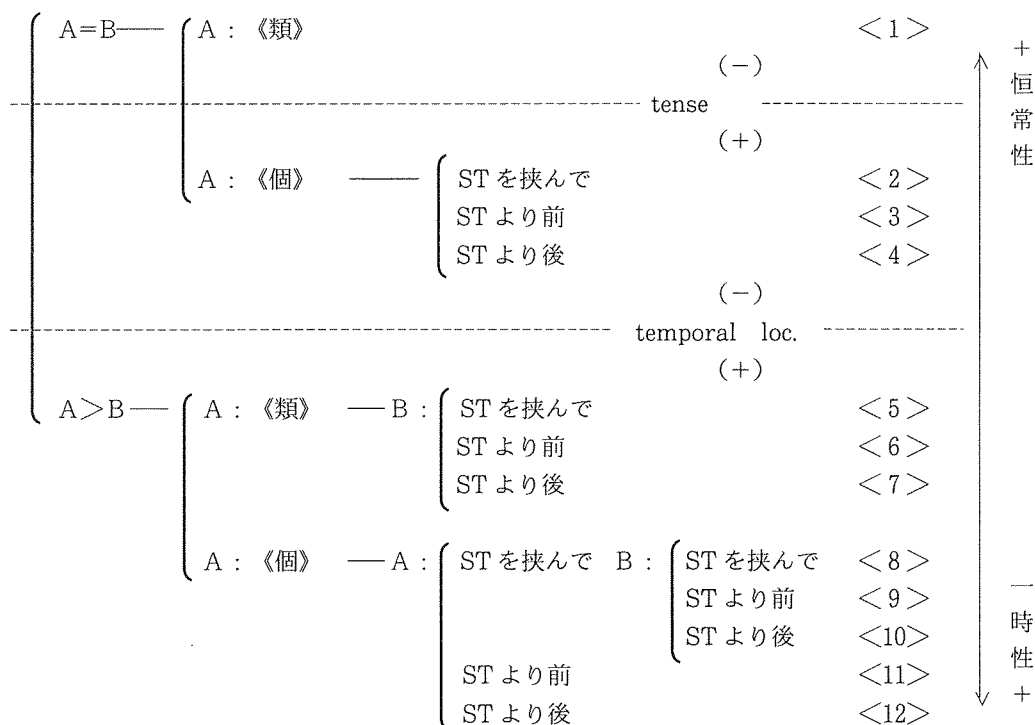 A=B── A:《類》 <1>
(−)
tense
(+)
A:《個》 ── STを挟んで <2>
STより前 <3>
STより後 <4>
(−)
temporal loc.
(+)
A>B── A:《類》 ─B: STを挟んで <5>
STより前 <6>
STより後 <7>
A:《個》 ─A: STを挟んで B: STを挟んで <8>
STより前 <9>
STより後 <10>
STより前 <11>
STより後 <12>
+恒常性
一時性+